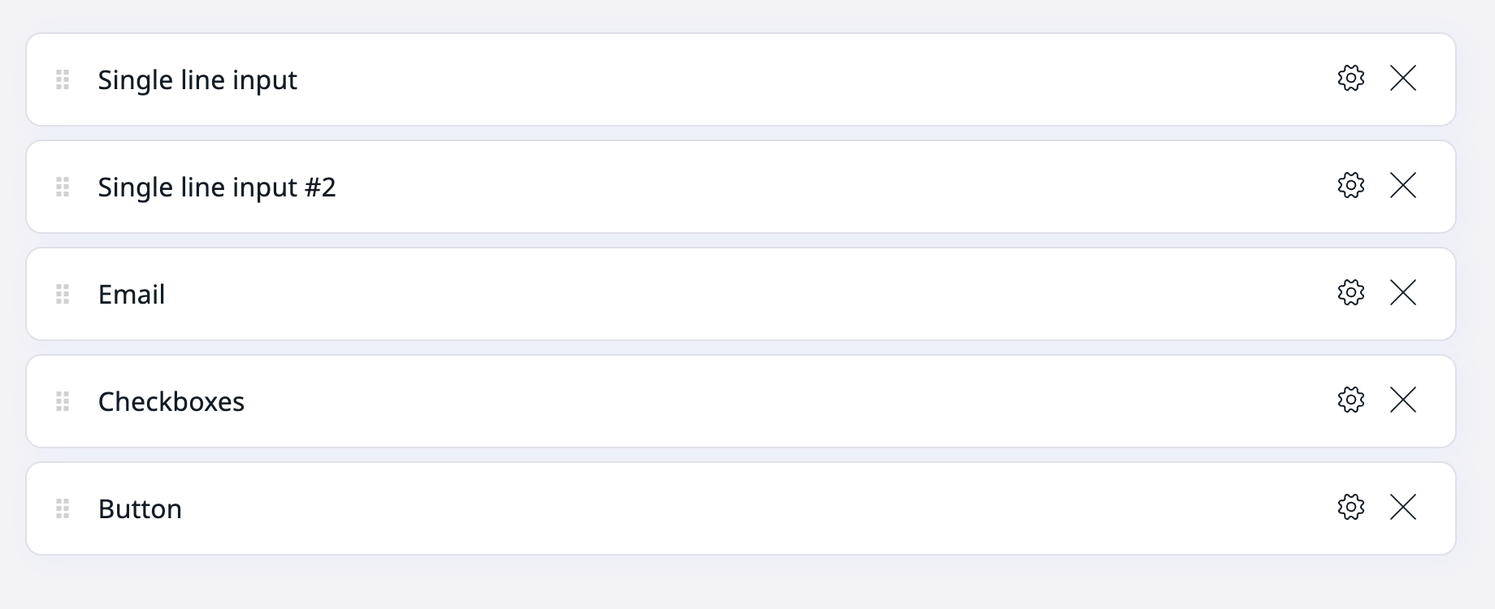 Single line input
Single line input #2
Email
Checkboxes
Button